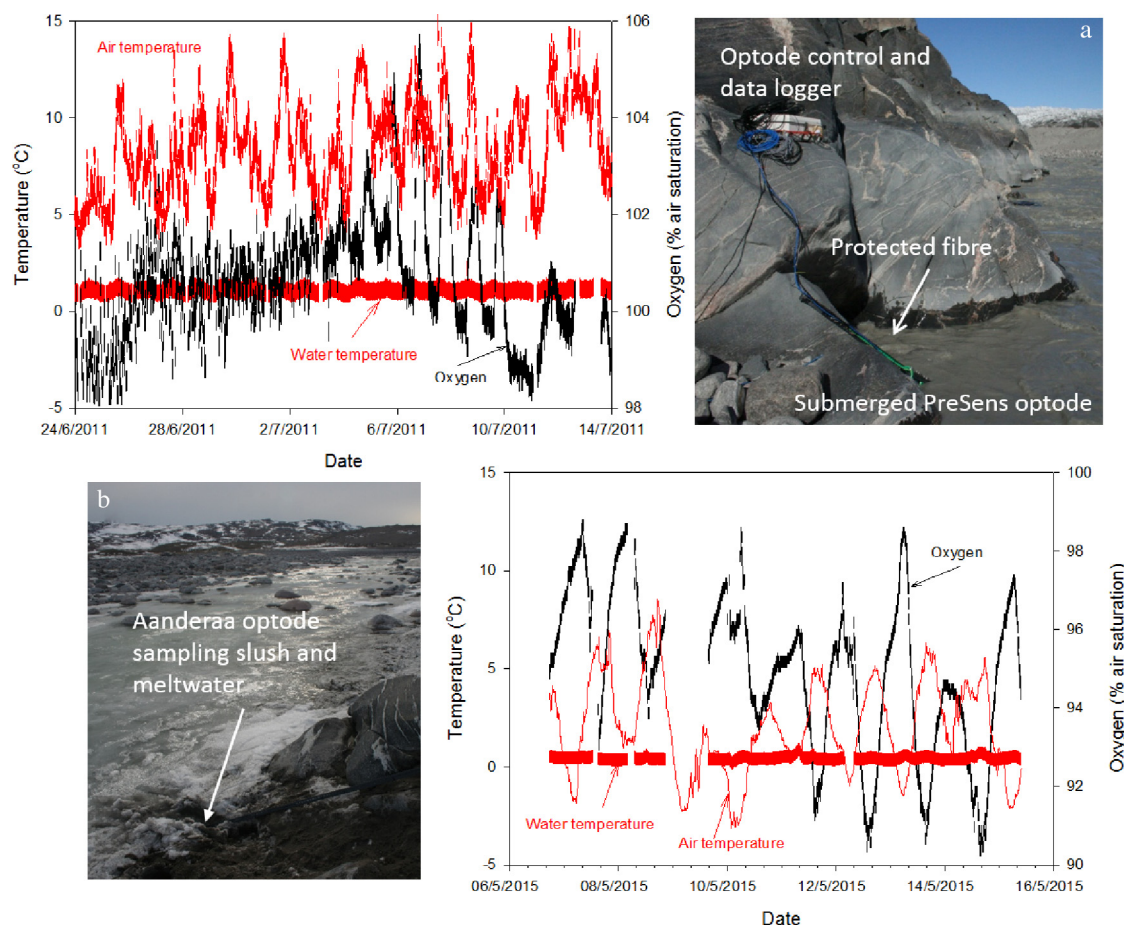 15
10
5
0
-5
Temperature (°C)
Air temperature
Water temperature
Oxygen
106
105
104
103
102
101
100
98
Oxygen (% air saturation)
24/6/2011
28/6/2011
2/7/2011
6/7/2011
10/7/2011
14/7/2011
Date
a
Optode control and
data logger
Protected fibre
Submerged PreSens optode
b
Aanderaa optode
sampling slush and
meltwater
15
10
5
0
-5
Temperature (°C)
Oxygen
Water temperature
Air temperature
100
98
96
94
92
90
Oxygen (% air saturation)
06/5/2015
08/5/2015
10/5/2015
12/5/2015
14/5/2015
16/5/2015
Date